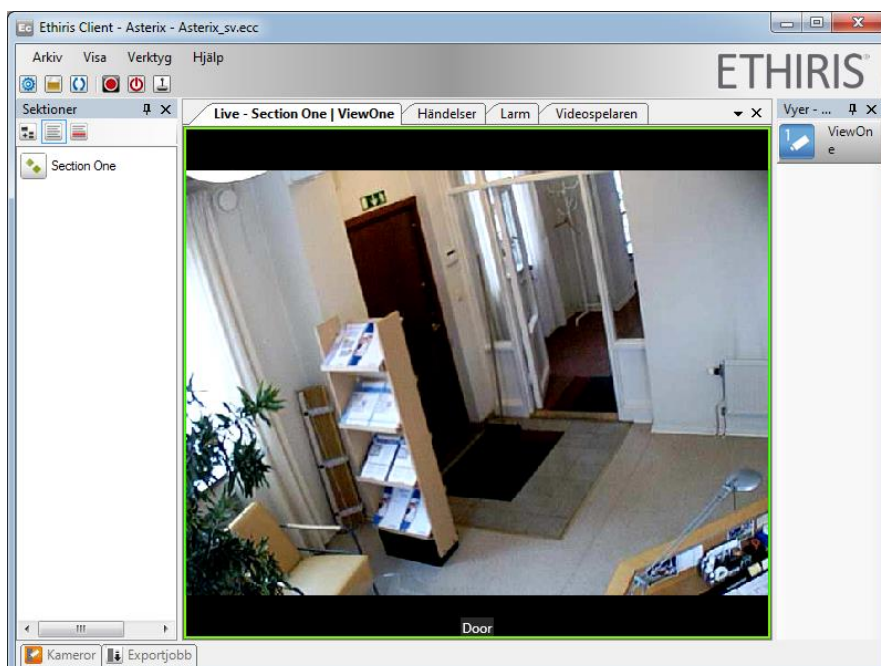 Ethiris Client - Asterix - Asterix_sv.ecc
Arkiv Visa Verktyg Hjälp
ETHIRIS
Sektioner
Live - Section One | ViewOne
Händelser
Larm
Videospelaren
Vyer - ...
Section One
1
ViewOn
e
Door
Kameror
Exportjobb